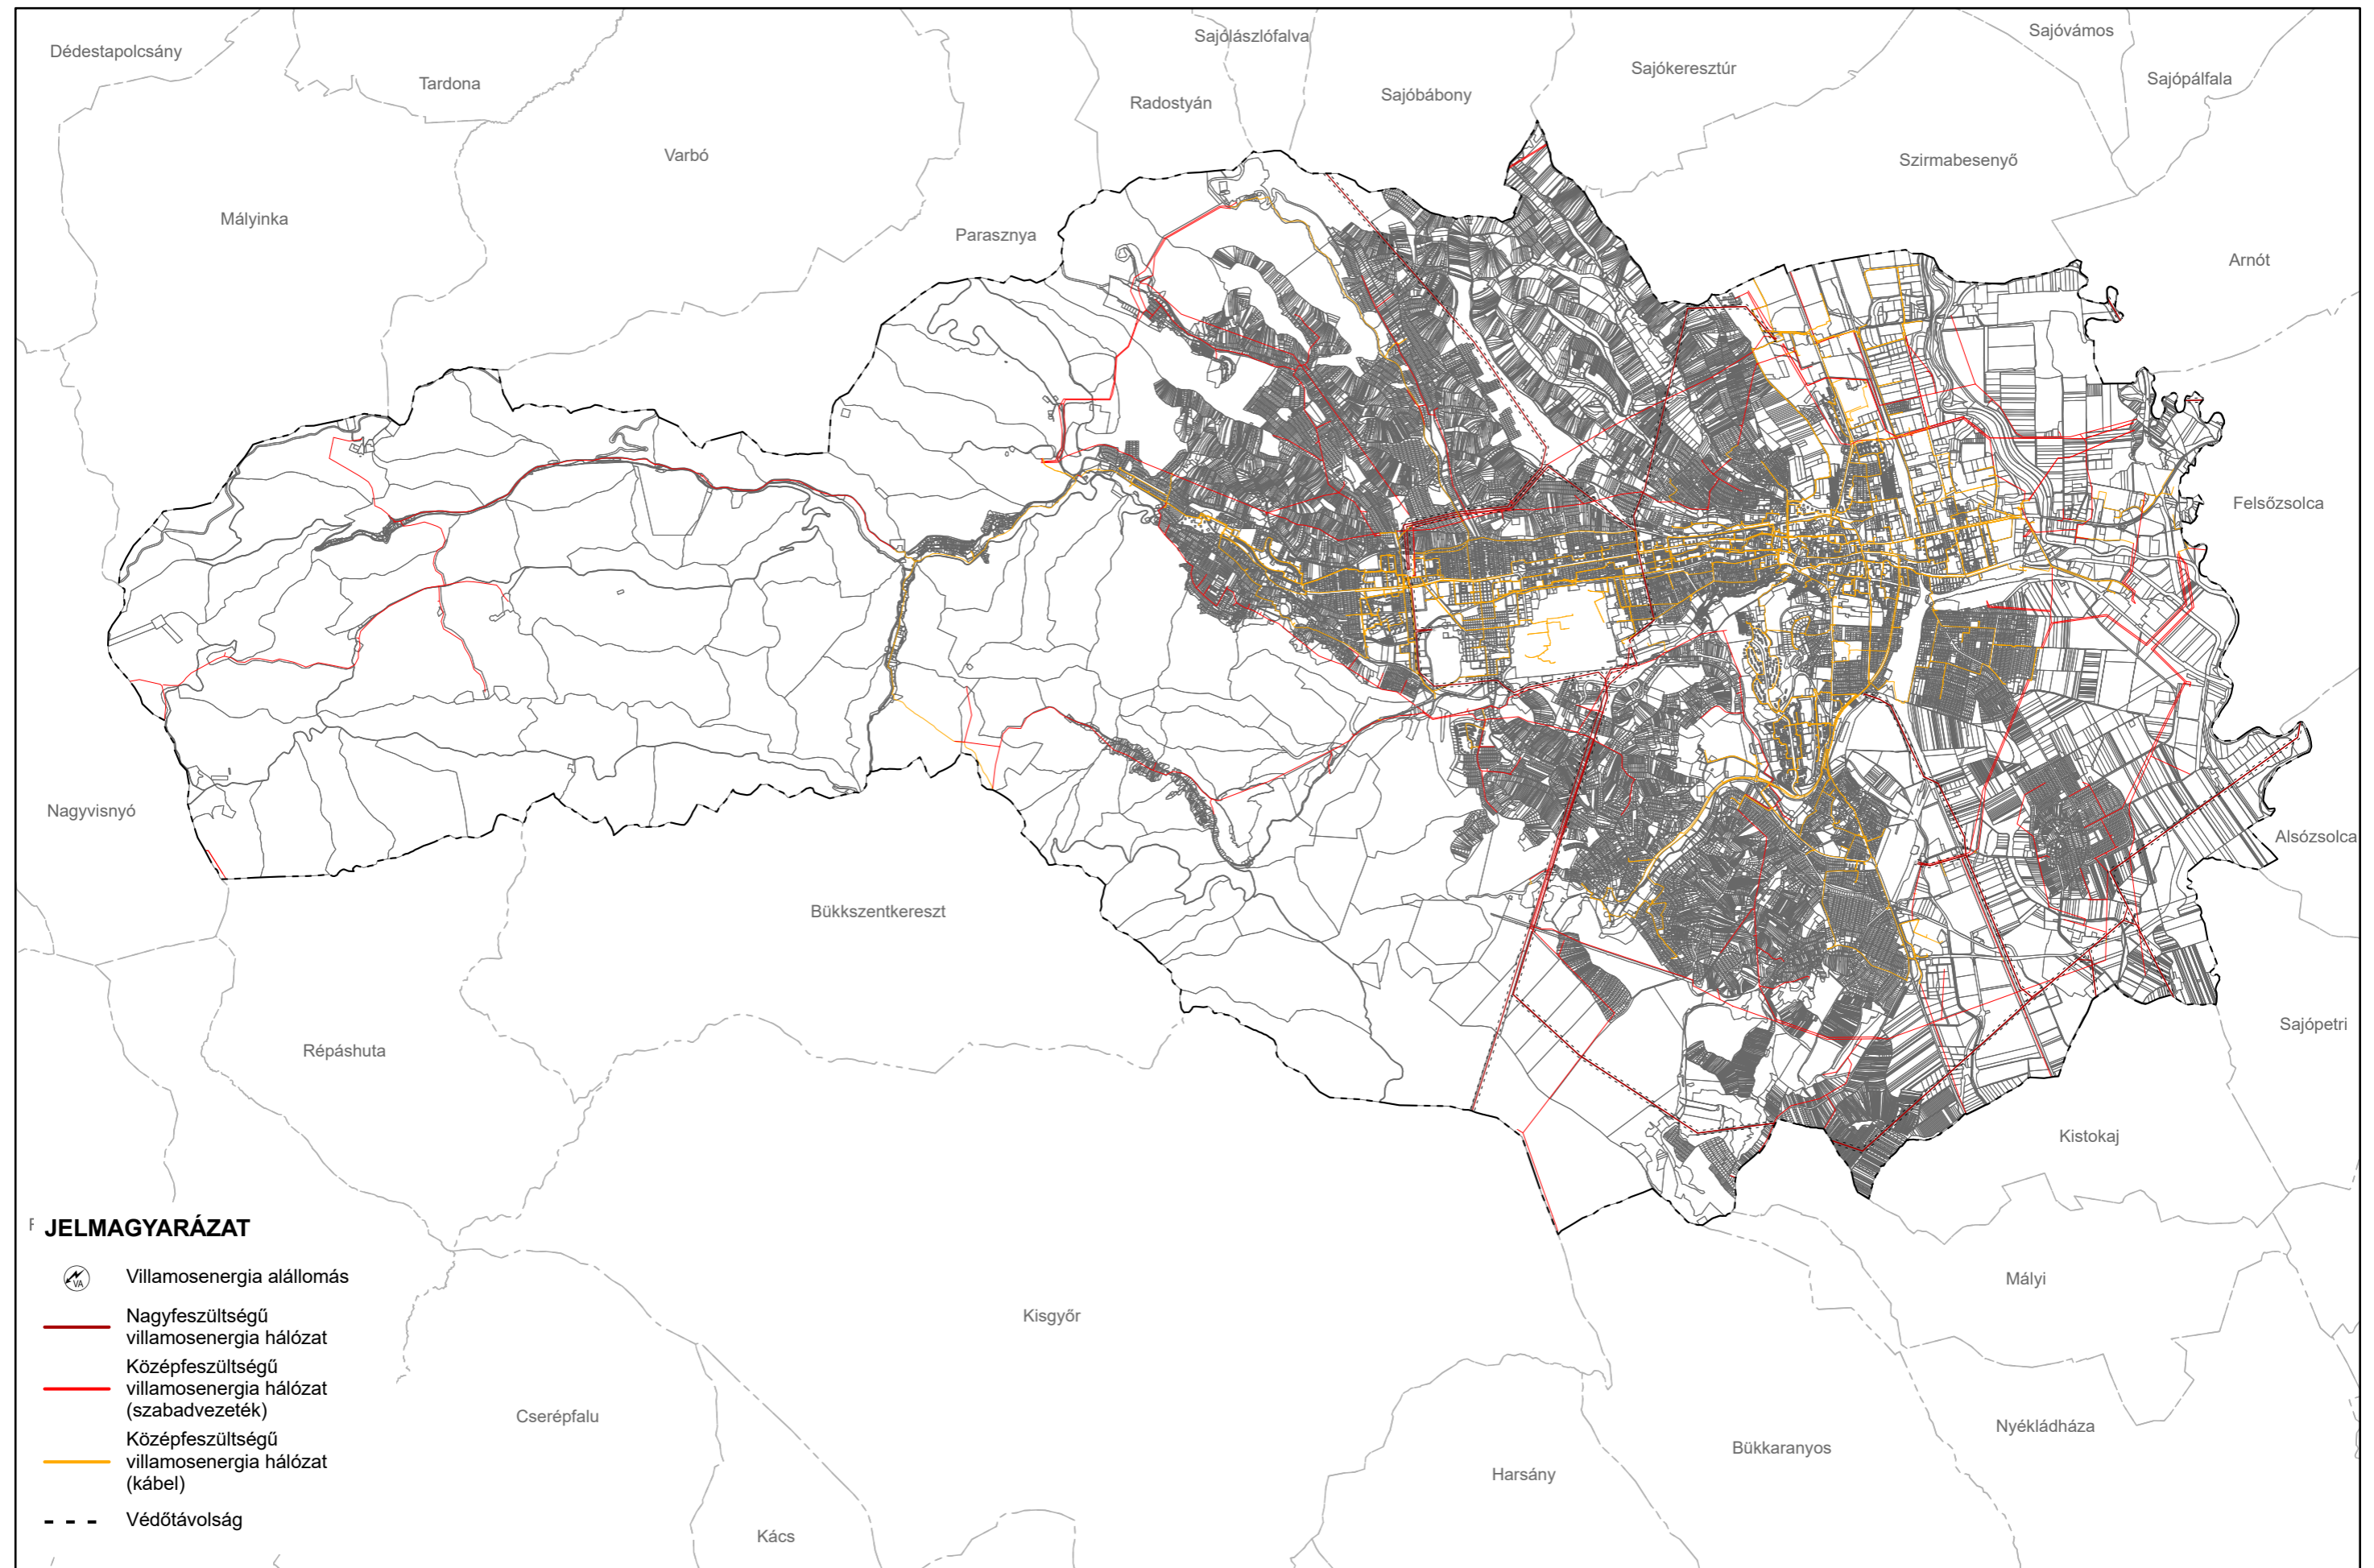 Sajólászlófalva
Sajóvámos
Dédestapolcsány
Tardona
Sajókeresztúr
Sajópálfala
Radostyán
Sajóbábony
Varbó
Szirmabesenyő
Mályinka
Parasznya
Arnót
Felsőzsolca
Nagyvisnyó
Alsózsolca
Bükkszentkereszt
Répáshuta
Sajópetri
Kistokaj
JELMAGYARÁZAT
VA
Villamosenergia alállomás
Nagyfeszültségű
villamosenergia hálózat
Középfeszültségű
villamosenergia hálózat
(szabadvezeték)
Középfeszültségű
villamosenergia hálózat
(kábel)
Védőtávolság
Mályi
Kisgyőr
Cserépfalu
Nyékládháza
Bükkaranyos
Harsány
Kács